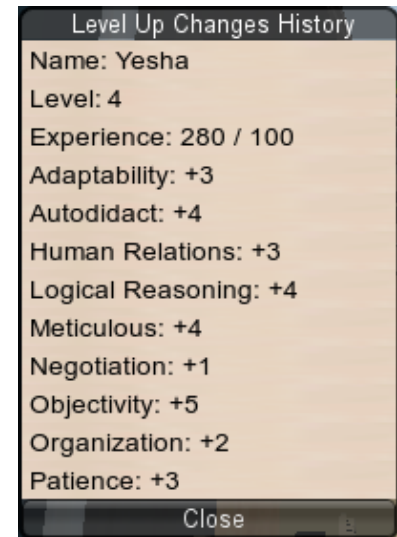 Level Up Changes History
Name: Yesha
Level: 4
Experience: 280 / 100
Adaptability: +3
Autodidact: +4
Human Relations: +3
Logical Reasoning: +4
Meticulous: +4
Negotiation: +1
Objectivity: +5
Organization: +2
Patience: +3
Close